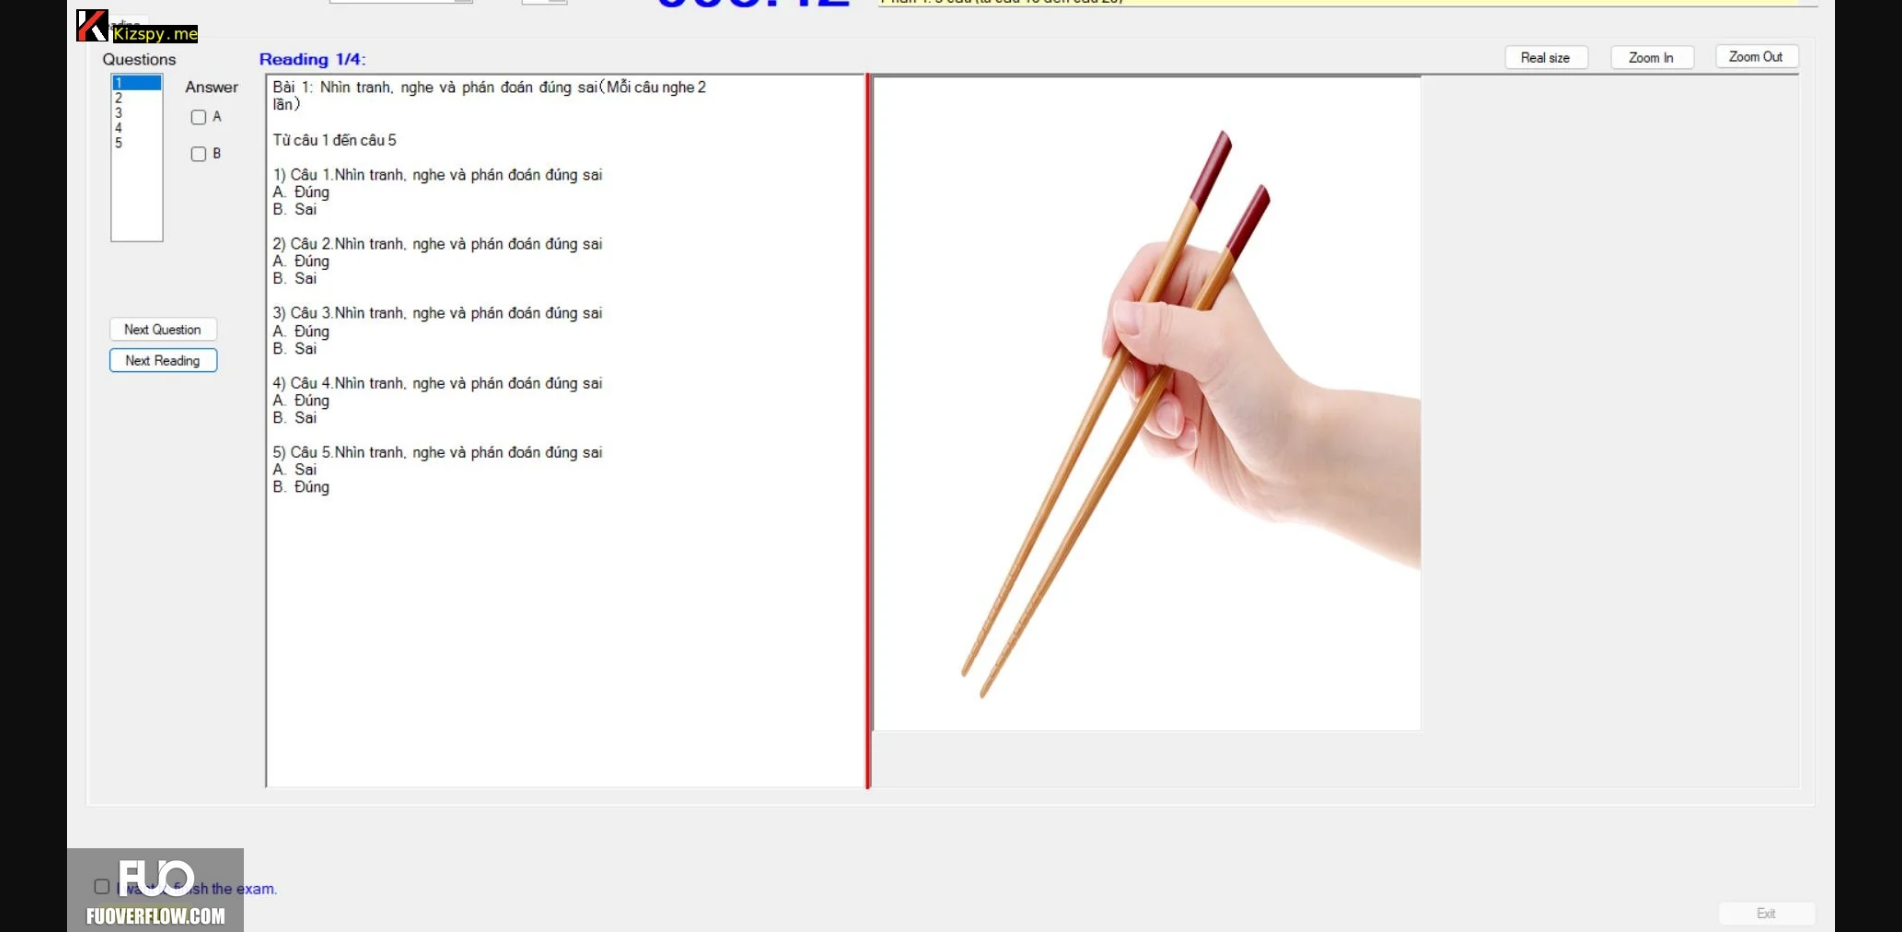 Kizspy.me
Questions
Reading 1/4:
Real size
Zoom In
Zoom Out
1
2
3
4
5
Answer
A
B
Bài 1: Nhìn tranh, nghe và phán đoán đúng sai(Mỗi câu nghe 2
lần)
Từ câu 1 đến câu 5
1) Câu 1.Nhìn tranh, nghe và phán đoán đúng sai
A. Đúng
B. Sai
2) Câu 2.Nhìn tranh, nghe và phán đoán đúng sai
A. Đúng
B. Sai
3) Câu 3.Nhìn tranh, nghe và phán đoán đúng sai
A. Đúng
B. Sai
4) Câu 4.Nhìn tranh, nghe và phán đoán đúng sai
A. Đúng
B. Sai
5) Câu 5.Nhìn tranh, nghe và phán đoán đúng sai
A. Sai
B. Đúng
Next Question
Next Reading
FUO
finish the exam.
FUOVERFLOW.COM
Exit